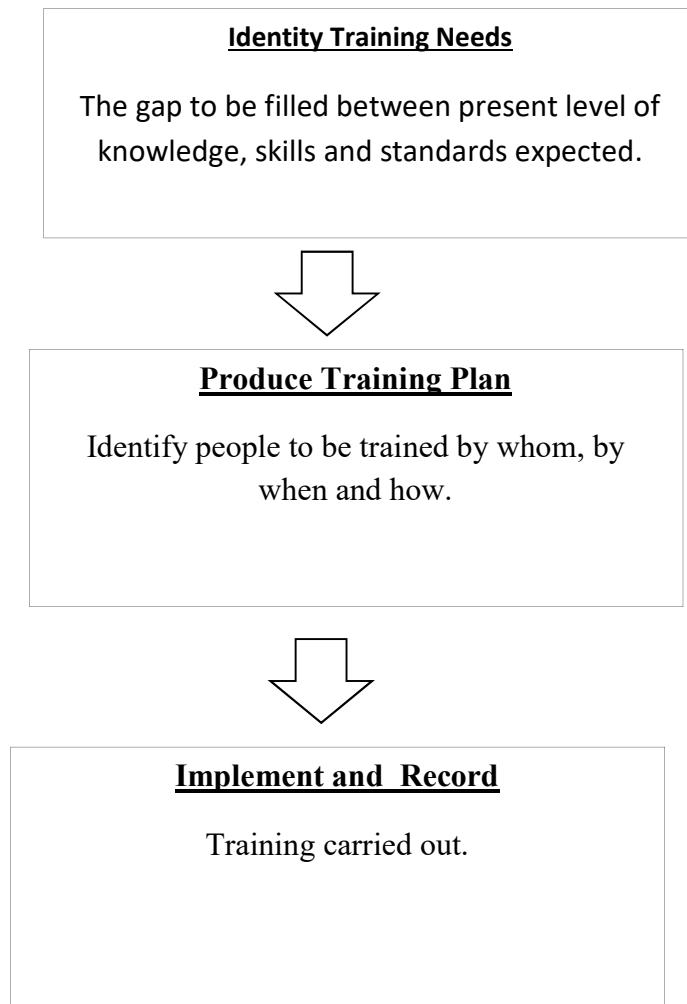 Identity Training Needs
The gap to be filled between present level of
knowledge, skills and standards expected.
Produce Training Plan
Identify people to be trained by whom, by
when and how.
Implement and  Record
Training carried out.